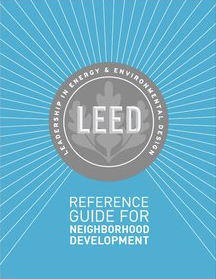 LEADERSHIP IN ENERGY & ENVIRONMENTAL DESIGN
LEED
REFERENCE
GUIDE FOR
NEIGHBORHOOD
DEVELOPMENT